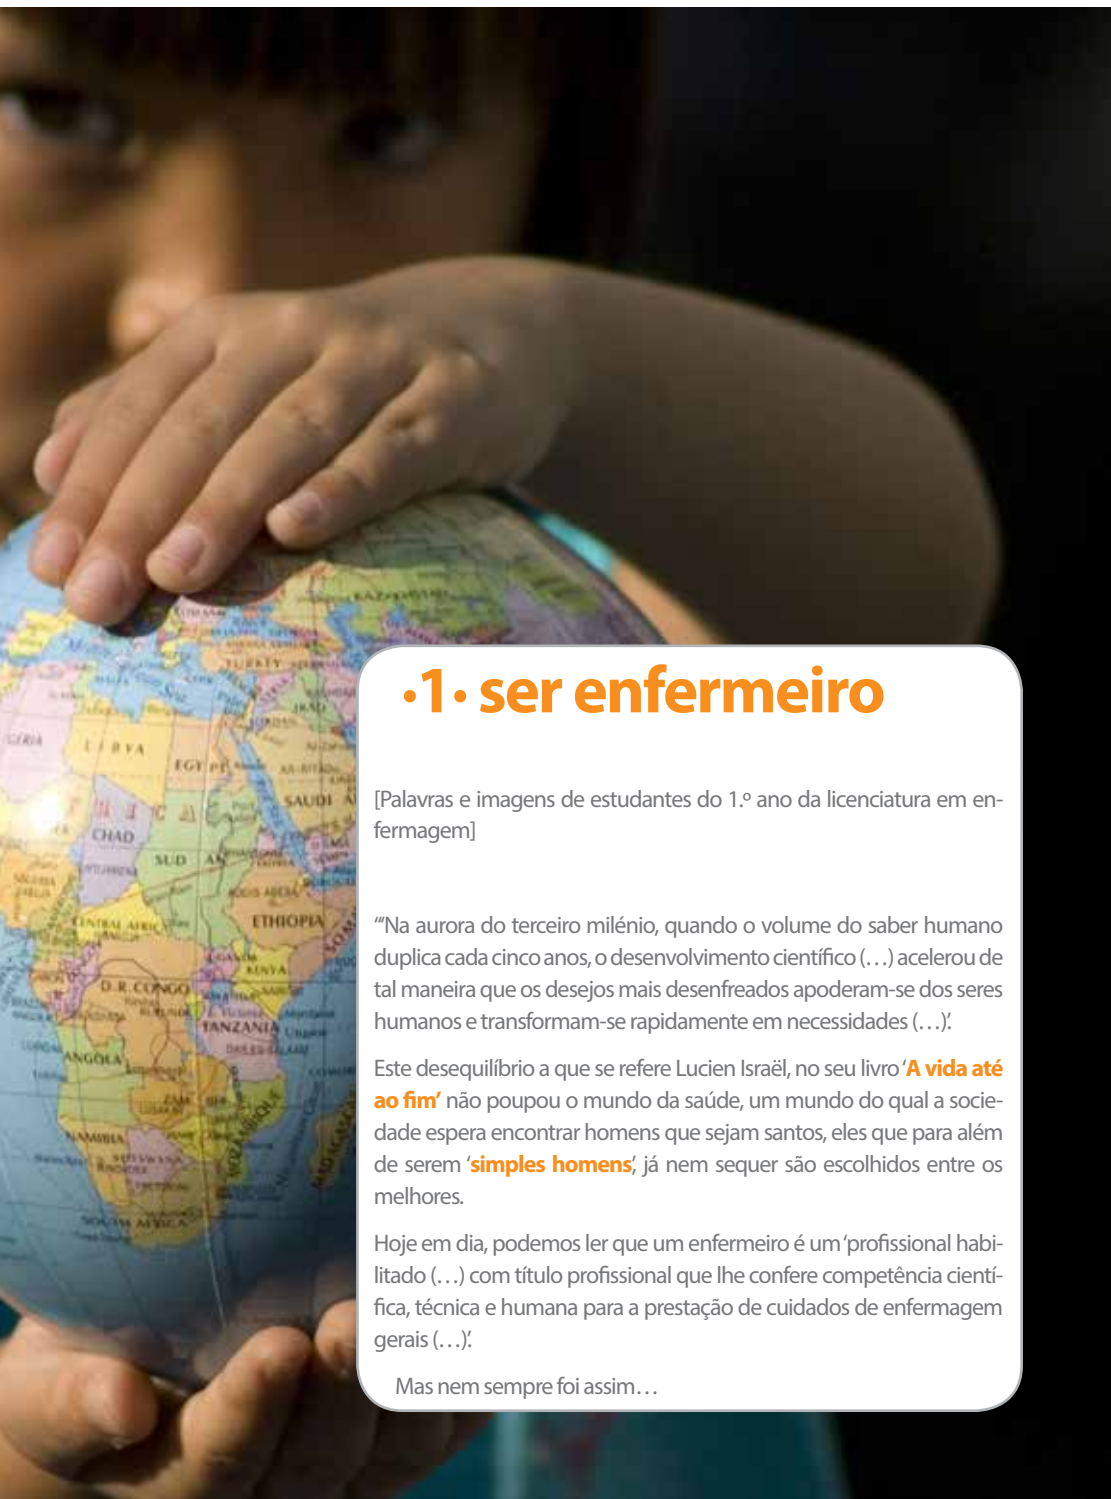 ·1· ser enfermeiro
[Palavras e imagens de estudantes do 1.º ano da licenciatura em en-
fermagem]
“‘Na aurora do terceiro milénio, quando o volume do saber humano
duplica cada cinco anos, o desenvolvimento científico (…) acelerou de
tal maneira que os desejos mais desenfreados apoderam-se dos seres
humanos e transformam-se rapidamente em necessidades (…)’.
Este desequilíbrio a que se refere Lucien Israël, no seu livro ‘A vida até
ao fim’ não poupou o mundo da saúde, um mundo do qual a socie-
dade espera encontrar homens que sejam santos, eles que para além
de serem ‘simples homens’, já nem sequer são escolhidos entre os
melhores.
Hoje em dia, podemos ler que um enfermeiro é um ‘profissional habi-
litado (…) com título profissional que lhe confere competência cientí-
fica, técnica e humana para a prestação de cuidados de enfermagem
gerais (…)’.
Mas nem sempre foi assim…
TURKEY
LIBYA
EGYPT
SAUDI
CHAD
SUDAN
ETHIOPIA
KENYA
D.R. CONGO
TANZANIA
ANGOLA
NAMIBIA
SOUTH AFRICA